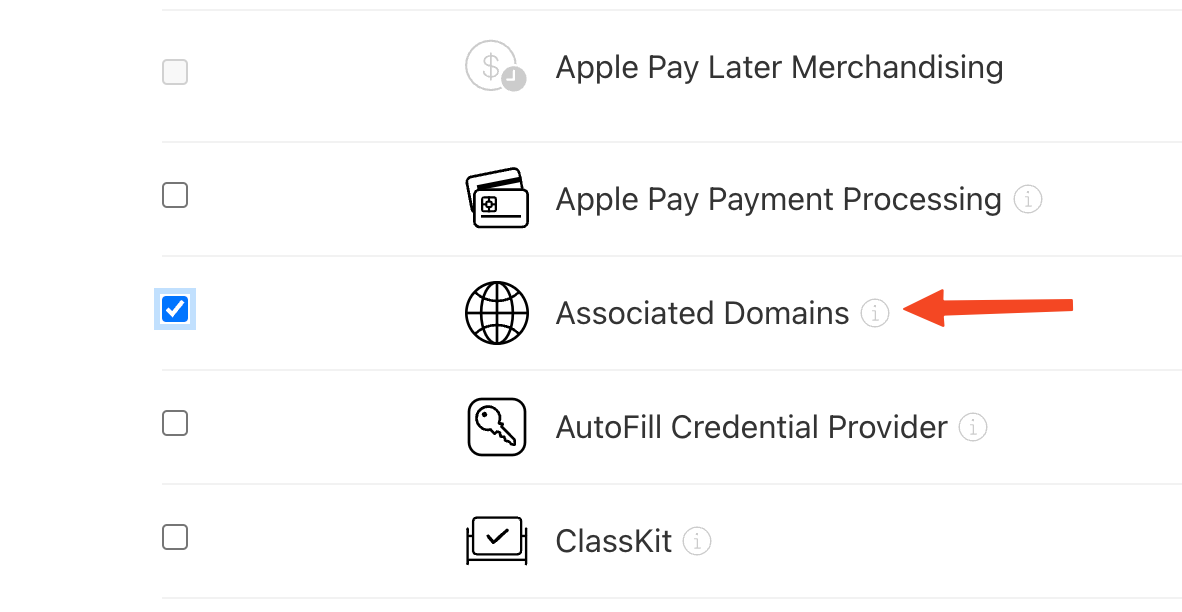 Apple Pay Later Merchandising
Apple Pay Payment Processing
Associated Domains
AutoFill Credential Provider
ClassKit